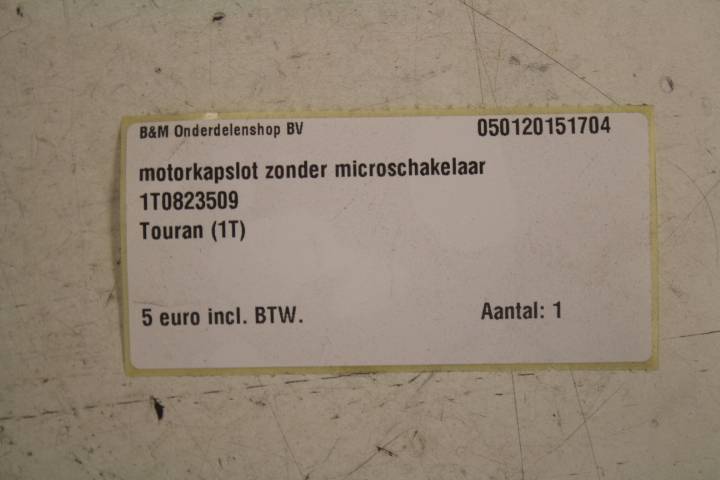 B&M Onderdelenshop BV 050120151704
motorkapslot zonder microschakelaar
1T0823509
Touran (1T)
5 euro incl. BTW. Aantal: 1